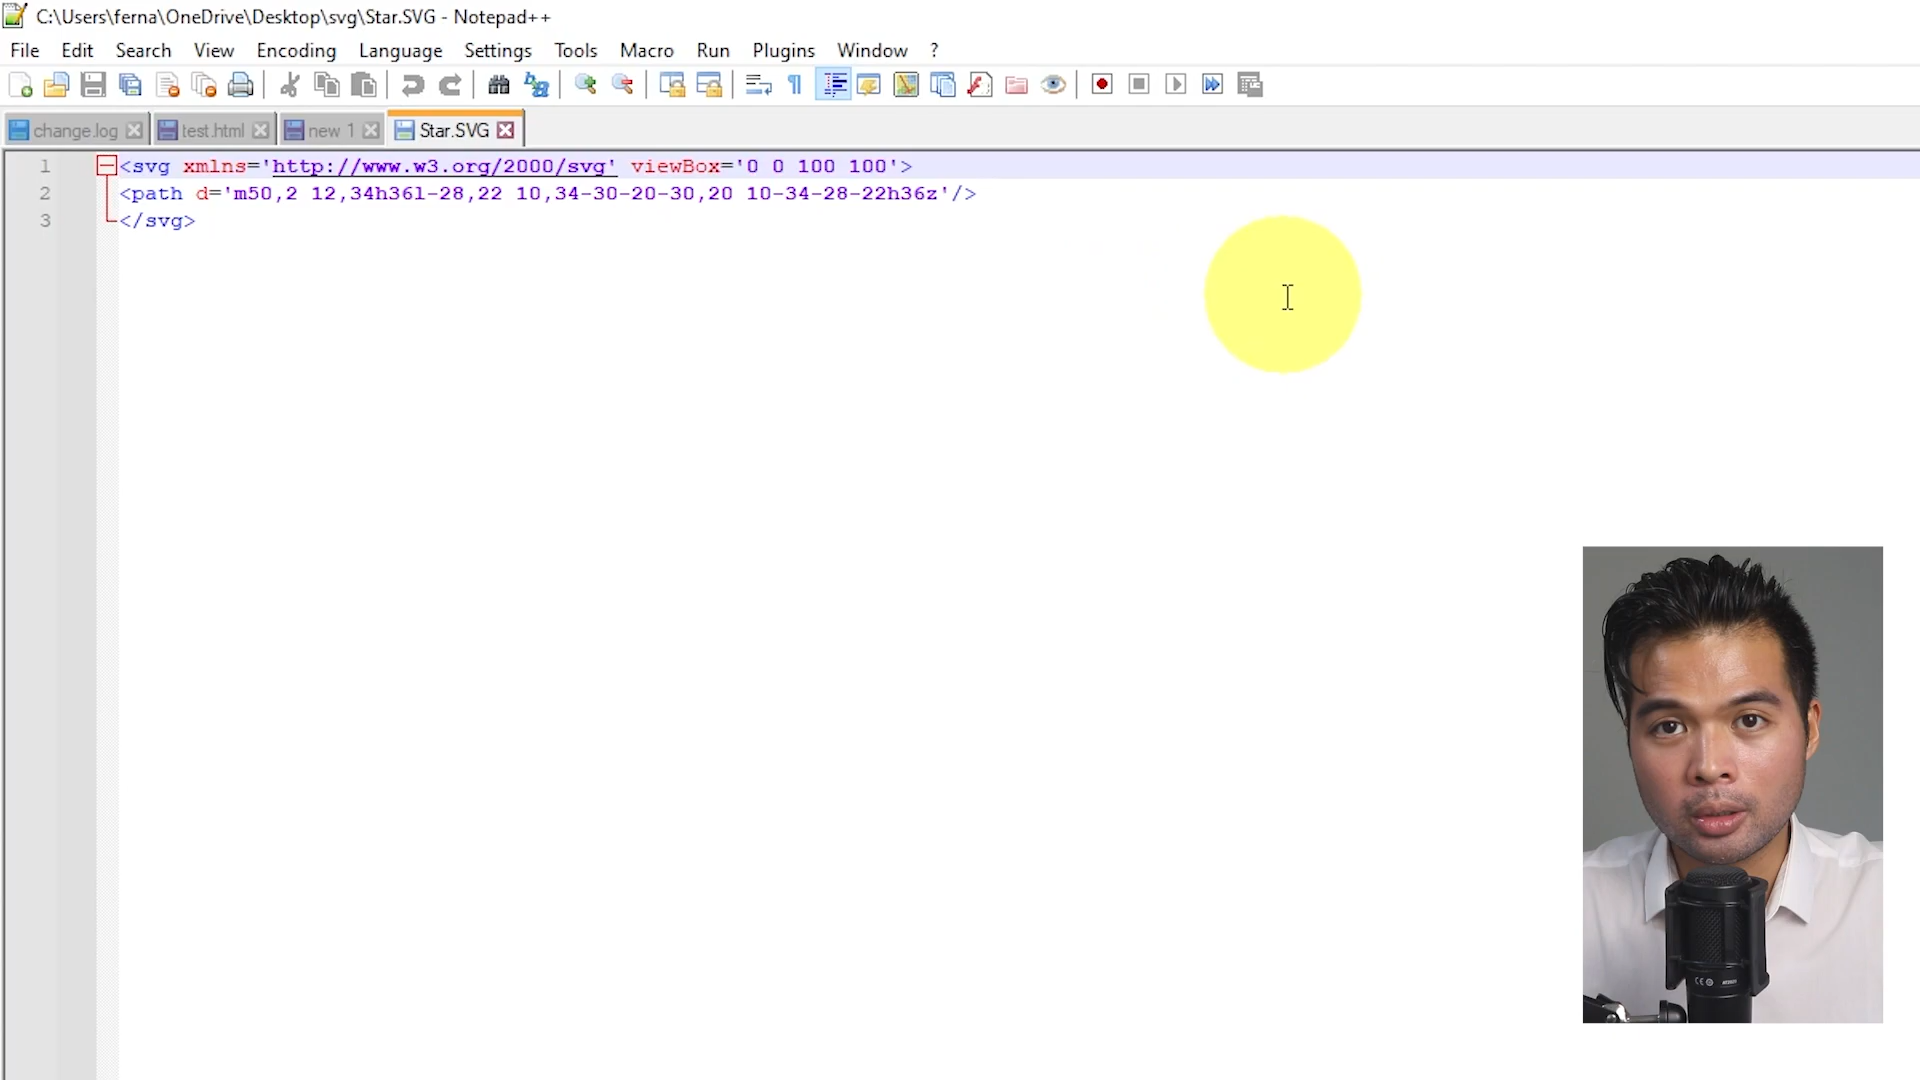 C:\Users\ferna\OneDrive\Desktop\svg\Star.SVG - Notepad++
File Edit Search View Encoding Language Settings Tools Macro Run Plugins Window ?
change.log test.html new 1 Star.SVG
1 <svg xmlns='http://www.w3.org/2000/svg' viewBox='0 0 100 100'>
2 <path d='m50,2 12,34h36l-28,22 10,34-30-20-30,20 10-34-28-22h36z'/>
3 </svg>